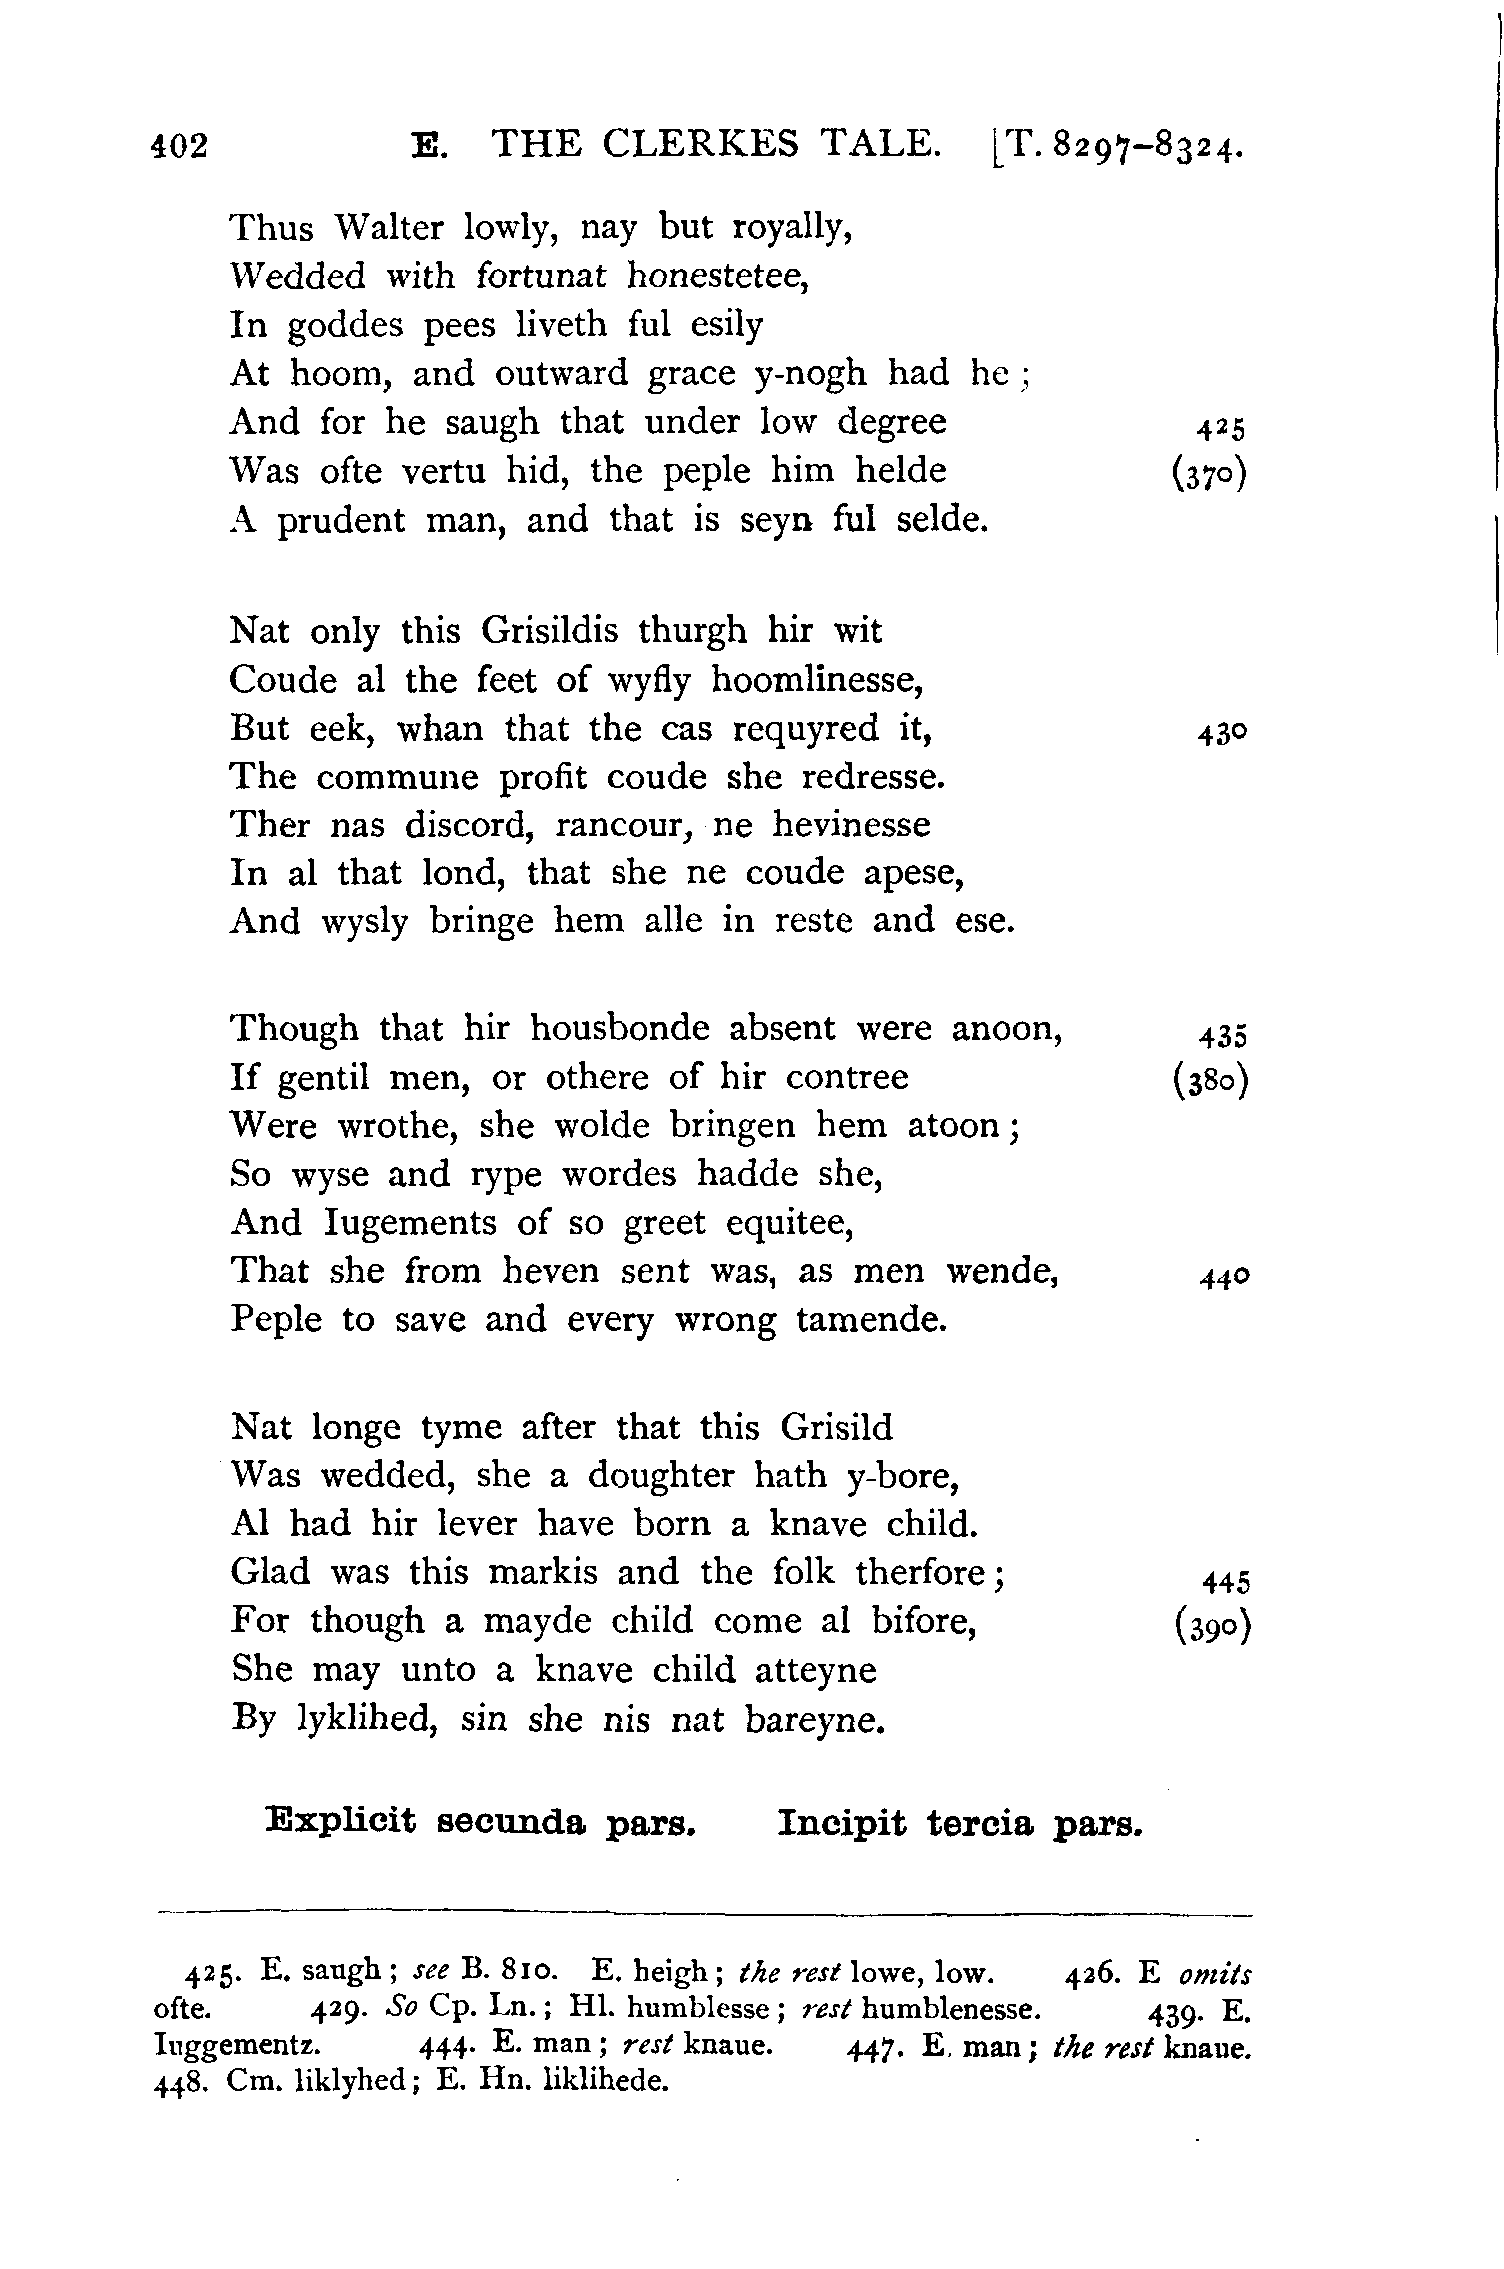 402 E. THE CLERKES TALE. [T. 8297–8324.
Thus Walter lowly, nay but royally,
Wedded with fortunat honestetee,
In goddes pees liveth ful esily
At hoom, and outward grace y-nogh had he ;
And for he saugh that under low degree 425
Was ofte vertu hid, the peple him helde (370)
A prudent man, and that is seyn ful selde.
Nat only this Grisildis thurgh hir wit
Coude al the feet of wyfly hoomlinesse,
But eek, whan that the cas requyred it, 430
The commune profit coude she redresse.
Ther nas discord, rancour, ne hevinesse
In al that lond, that she ne coude apese,
And wysly bringe hem alle in reste and ese.
Though that hir housbonde absent were anoon, 435
If gentil men, or othere of hir contree (380)
Were wrothe, she wolde bringen hem atoon ;
So wyse and rype wordes hadde she,
And Iugements of so greet equitee,
That she from heven sent was, as men wende, 440
Peple to save and every wrong tamende.
Nat longe tyme after that this Grisild
Was wedded, she a doughter hath y-bore,
Al had hir lever have born a knave child.
Glad was this markis and the folk therfore ; 445
For though a mayde child come al bifore, (390)
She may unto a knave child atteyne
By lyklihed, sin she nis nat bareyne.
Explicit secunda pars. Incipit tercia pars.
425. E. saugh ; see B. 810. E. heigh ; the rest lowe, low. 426. E omits
ofte. 429. So Cp. Ln. ; Hl. humblesse ; rest humblenesse. 439. E.
Iuggementz. 444. E. man ; rest knaue. 447. E. man ; the rest knaue.
448. Cm. liklyhed ; E. Hn. liklihede.